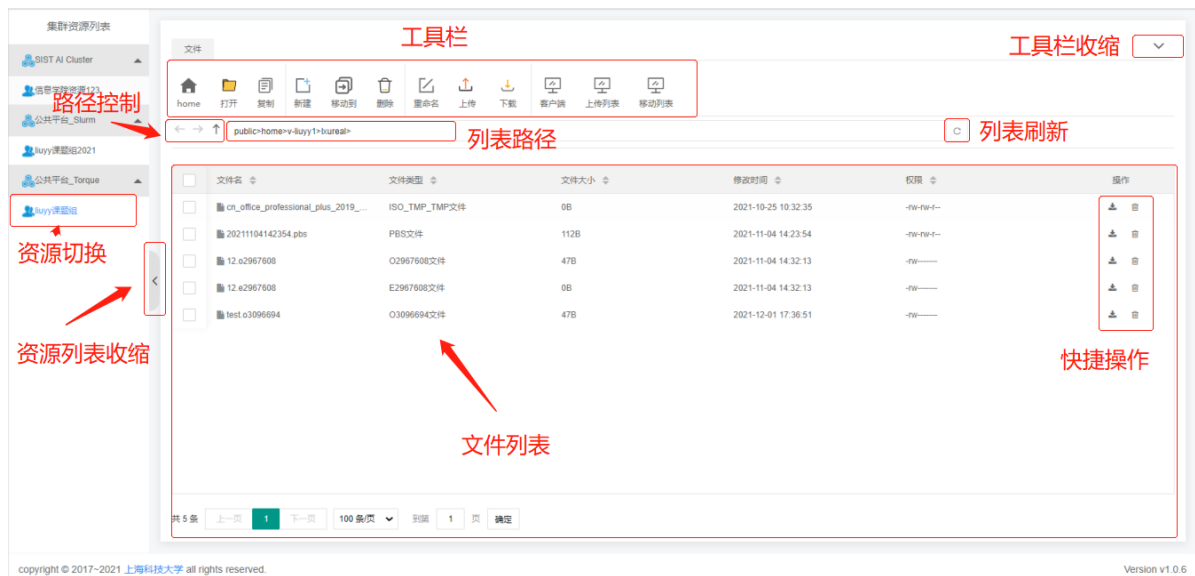 集群资源列表
SIST AI Cluster
信息学院资源123
公共平台_Slurm
liuyy课题组2021
公共平台_Torque
liuyy课题组
路径控制
资源切换
资源列表收缩
工具栏
工具栏收缩
文件
home 打开 复制 新建 移动到 删除 重命名 上传 下载 客户端 上传列表 移动列表
public>home>v-liuyy1>lxureal>
列表路径
列表刷新
文件名 文件类型 文件大小 修改时间 权限 操作
cn_office_professional_plus_2019_... ISO_TMP_TMP文件 0B 2021-10-25 10:32:35 -rw-rw-r--
20211104142354.pbs PBS文件 112B 2021-11-04 14:23:54 -rw-rw-r--
12.o2967608 O2967608文件 47B 2021-11-04 14:32:13 -rw-------
12.e2967608 E2967608文件 0B 2021-11-04 14:32:13 -rw-------
test.o3096694 O3096694文件 47B 2021-12-01 17:36:51 -rw-------
快捷操作
文件列表
共 5 条 上一页 1 下一页 100 条/页 到第 1 页 确定
copyright © 2017~2021 上海科技大学 all rights reserved.
Version v1.0.6